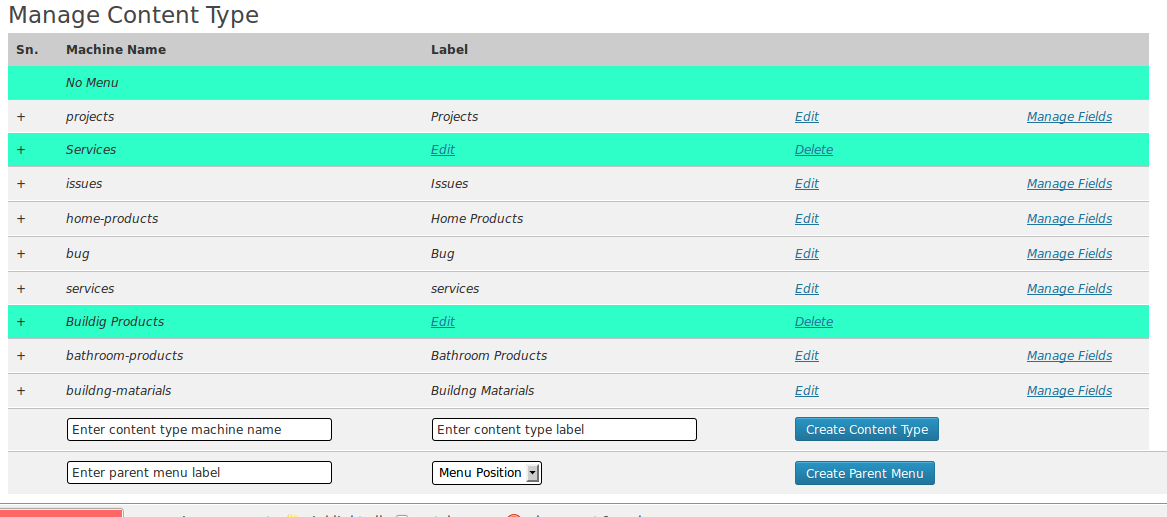 Manage Content Type
Sn. Machine Name Label
No Menu
+ projects Projects Edit Manage Fields
+ Services Edit Delete
+ issues Issues Edit Manage Fields
+ home-products Home Products Edit Manage Fields
+ bug Bug Edit Manage Fields
+ services services Edit Manage Fields
+ Buildig Products Edit Delete
+ bathroom-products Bathroom Products Edit Manage Fields
+ buildng-matarials Buildng Matarials Edit Manage Fields
Enter content type machine name Enter content type label Create Content Type
Enter parent menu label Menu Position Create Parent Menu